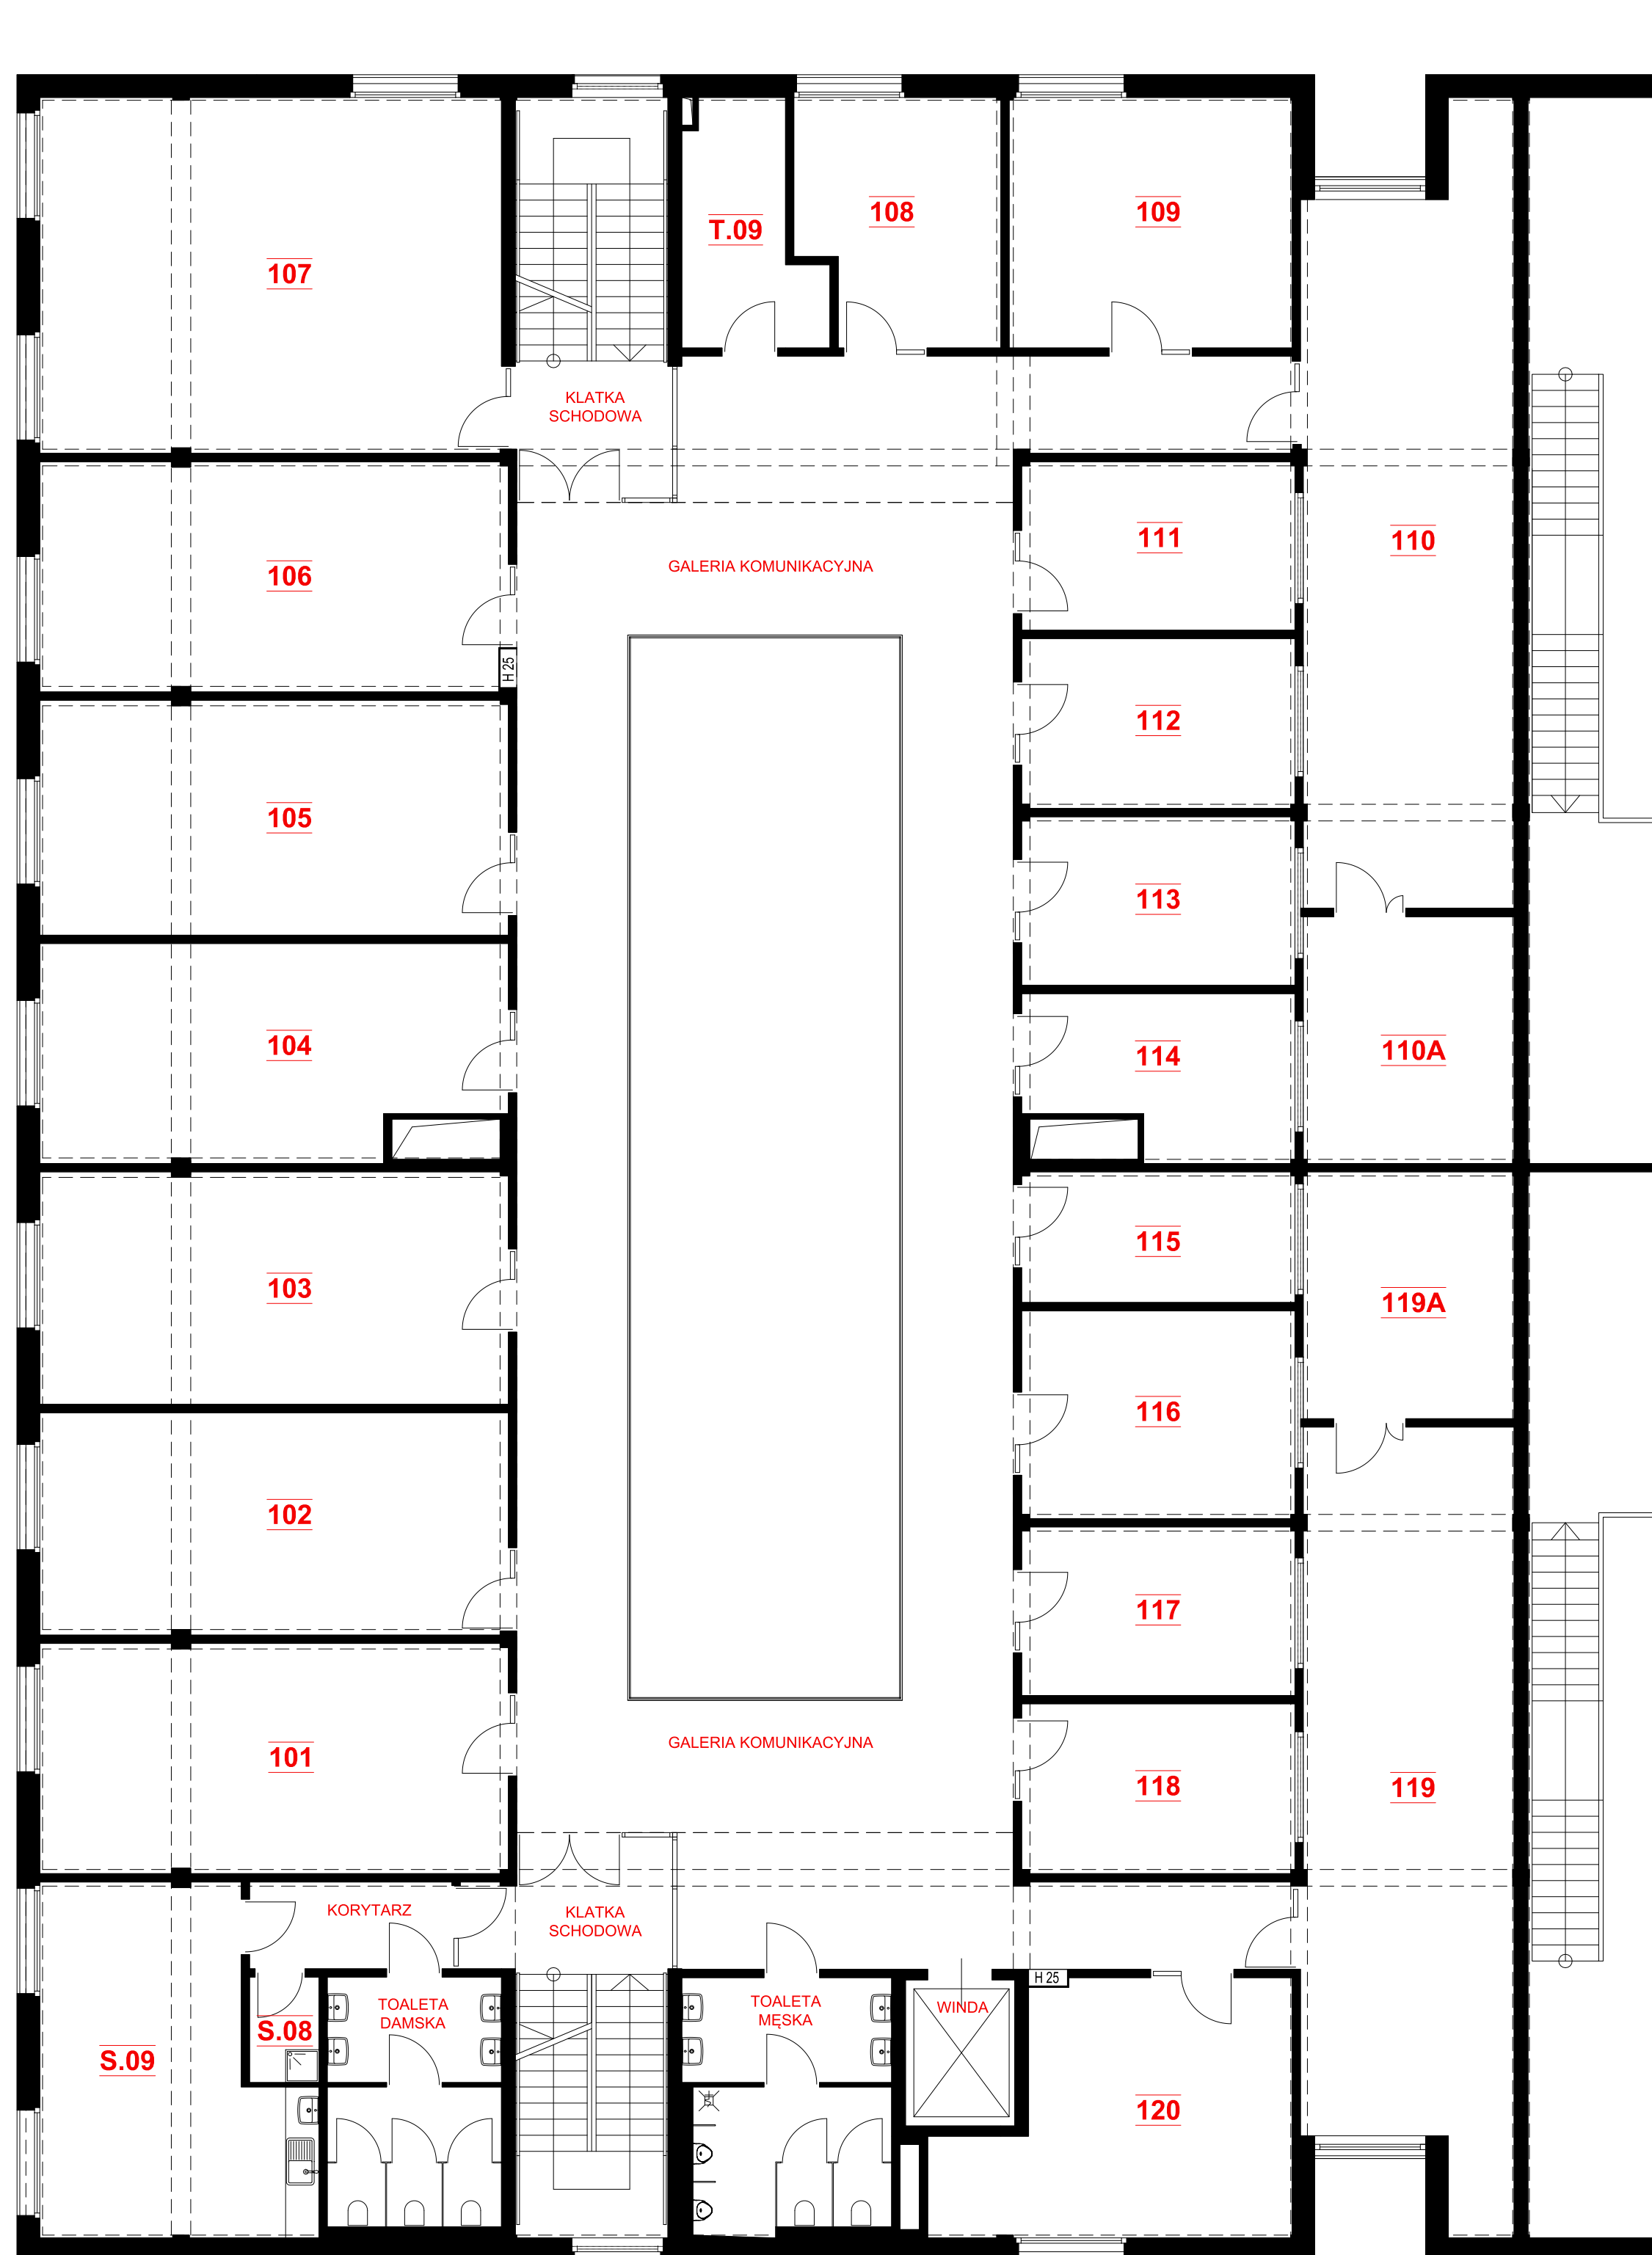 108
109
T.09
107
KLATKA
SCHODOWA
111
110
GALERIA KOMUNIKACYJNA
106
H 25
112
105
113
104
114
110A
115
103
119A
116
102
117
GALERIA KOMUNIKACYJNA
101
118
119
KORYTARZ
KLATKA
SCHODOWA
H 25
TOALETA
DAMSKA
TOALETA
MĘSKA
WINDA
S.08
S.09
120